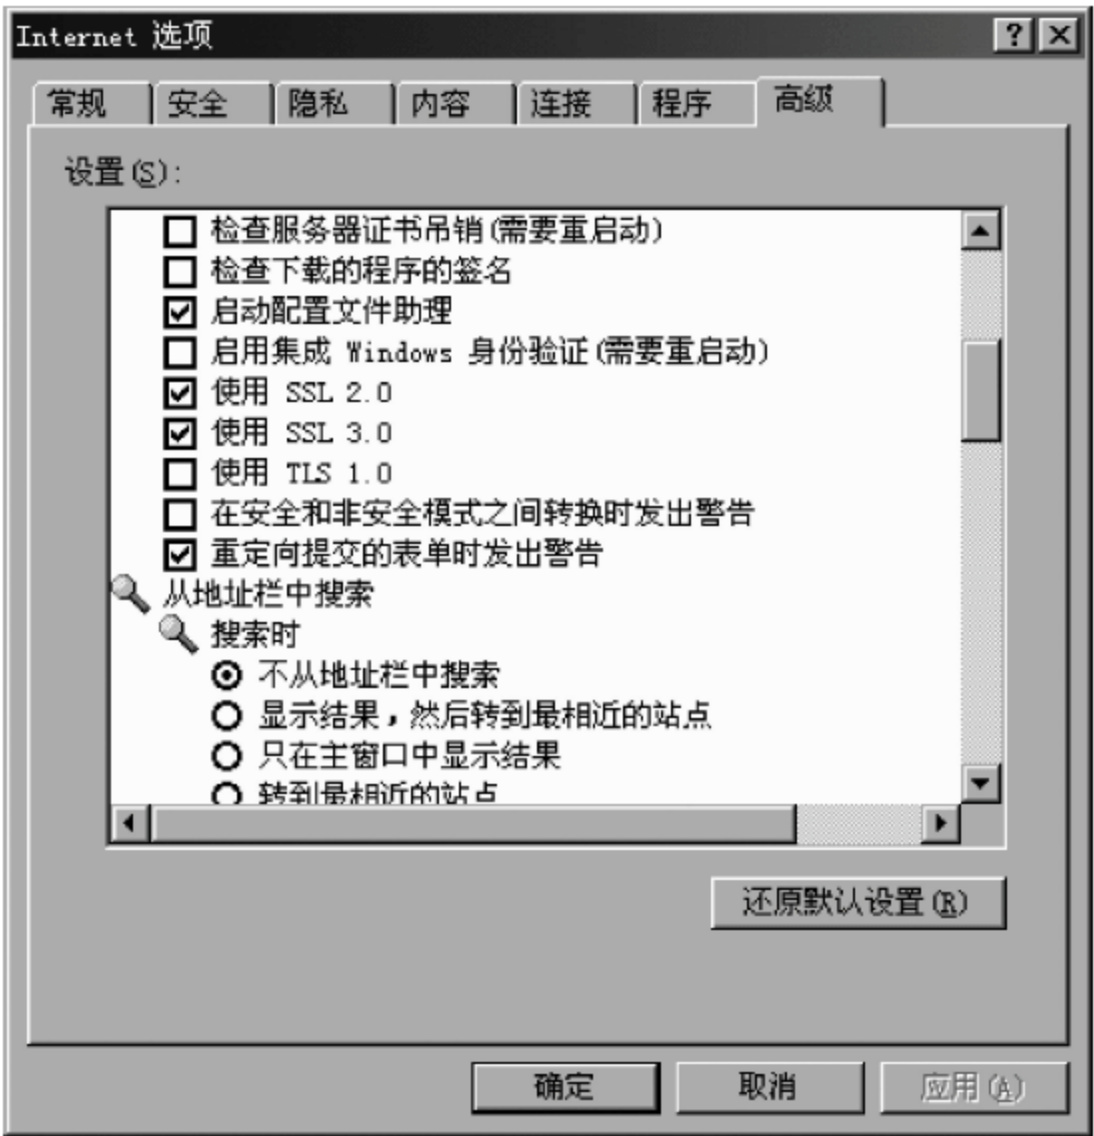 Internet 选项
常规 安全 隐私 内容 连接 程序 高级
设置(S):
检查服务器证书吊销(需要重启动)
检查下载的程序的签名
启动配置文件助理
启用集成 Windows 身份验证(需要重启动)
使用 SSL 2.0
使用 SSL 3.0
使用 TLS 1.0
在安全和非安全模式之间转换时发出警告
重定向提交的表单时发出警告
从地址栏中搜索
搜索时
不从地址栏中搜索
显示结果，然后转到最相近的站点
只在主窗口中显示结果
转到最相近的站点
还原默认设置(R)
确定 取消 应用(A)